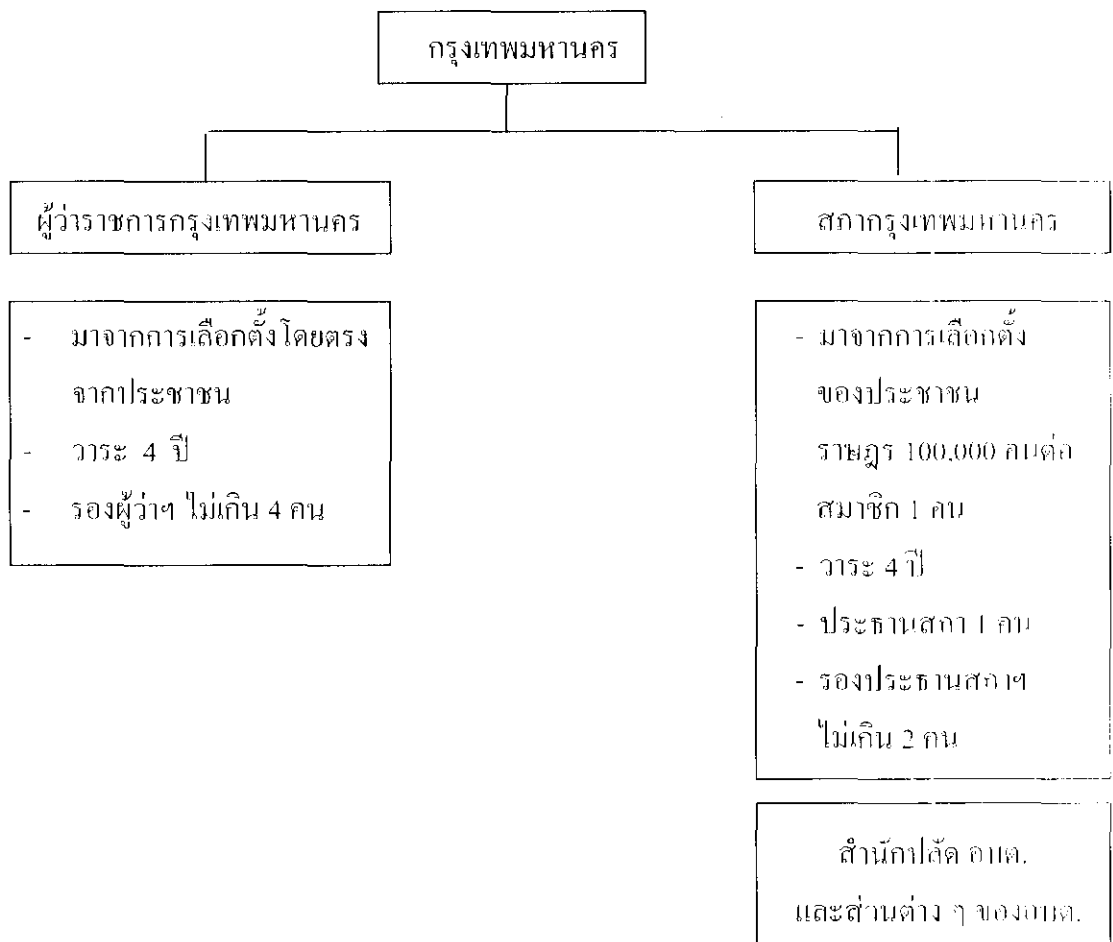 กรุงเทพมหานคร
ผู้ว่าราชการกรุงเทพมหานคร
- มาจากการเลือกตั้งโดยตรง
จากประชาชน
- วาระ 4 ปี
- รองผู้ว่าฯ ไม่เกิน 4 คน
สภากรุงเทพมหานคร
- มาจากการเลือกตั้ง
ของประชาชน
ราษฎร 100,000 คนต่อ
สมาชิก 1 คน
- วาระ 4 ปี
- ประธานสภา 1 คน
- รองประธานสภาฯ
ไม่เกิน 2 คน
สำนักปลัด อบต.
และส่วนต่าง ๆ ของอบต.